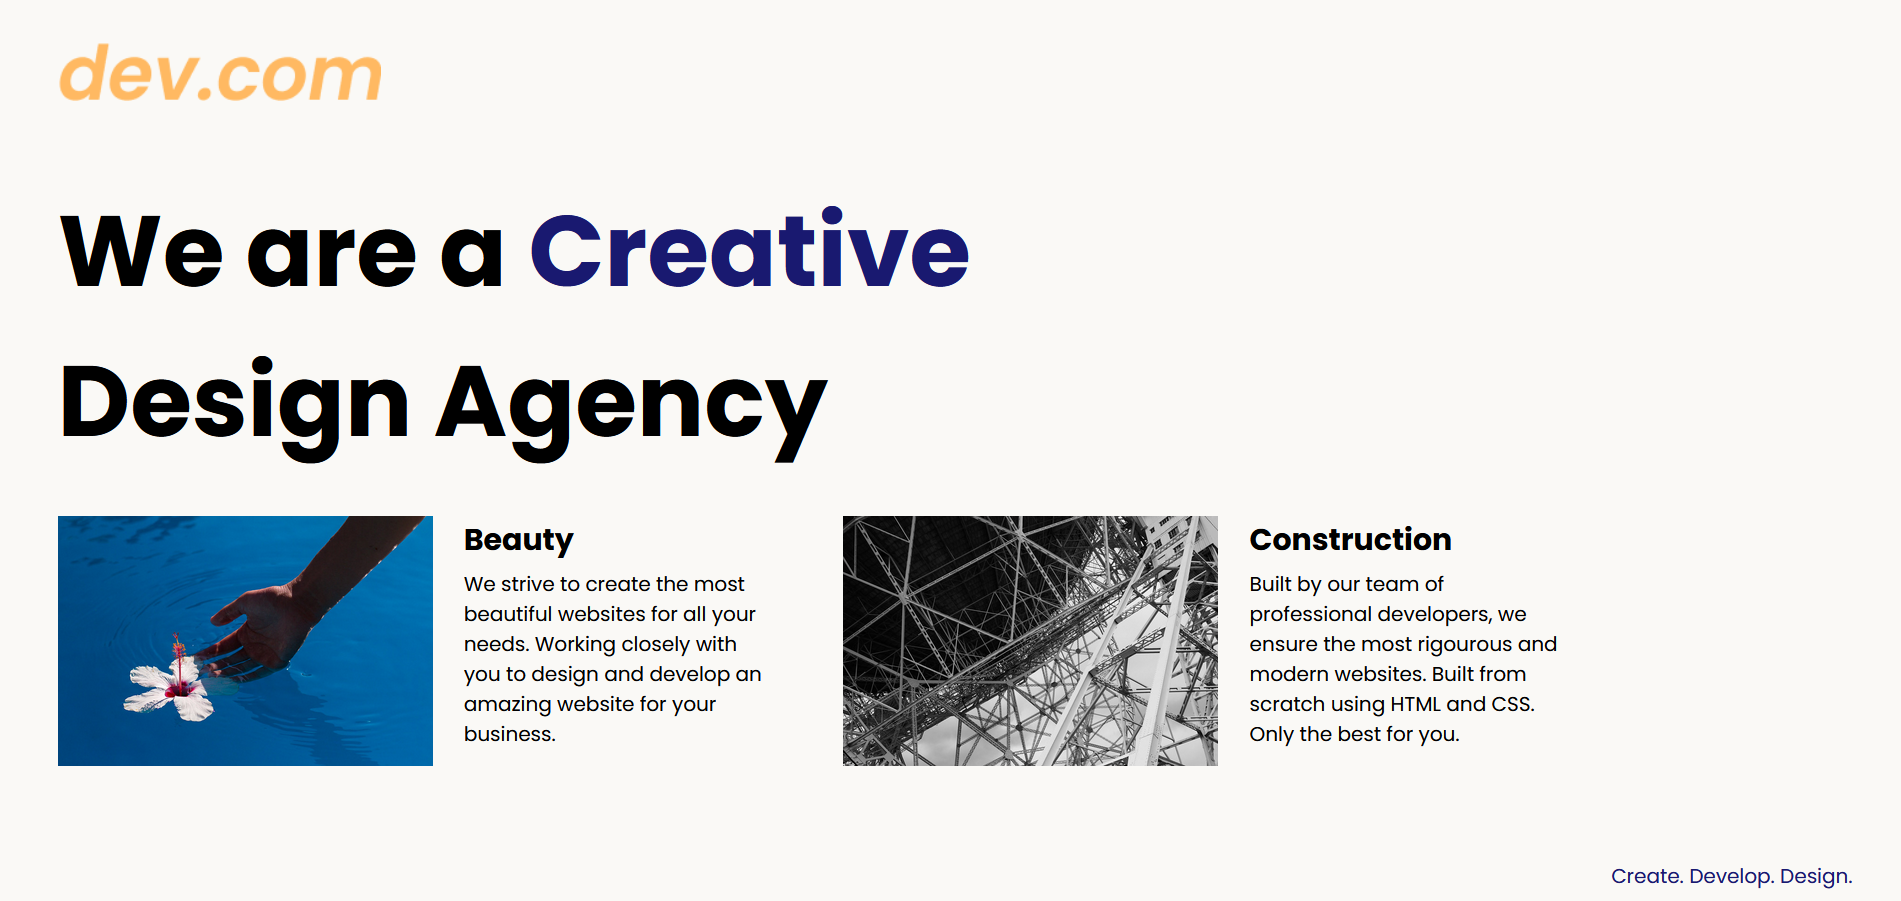 dev.com
We are a Creative
Design Agency
Beauty
We strive to create the most
beautiful websites for all your
needs. Working closely with
you to design and develop an
amazing website for your
business.
Construction
Built by our team of
professional developers, we
ensure the most rigourous and
modern websites. Built from
scratch using HTML and CSS.
Only the best for you.
Create. Develop. Design.